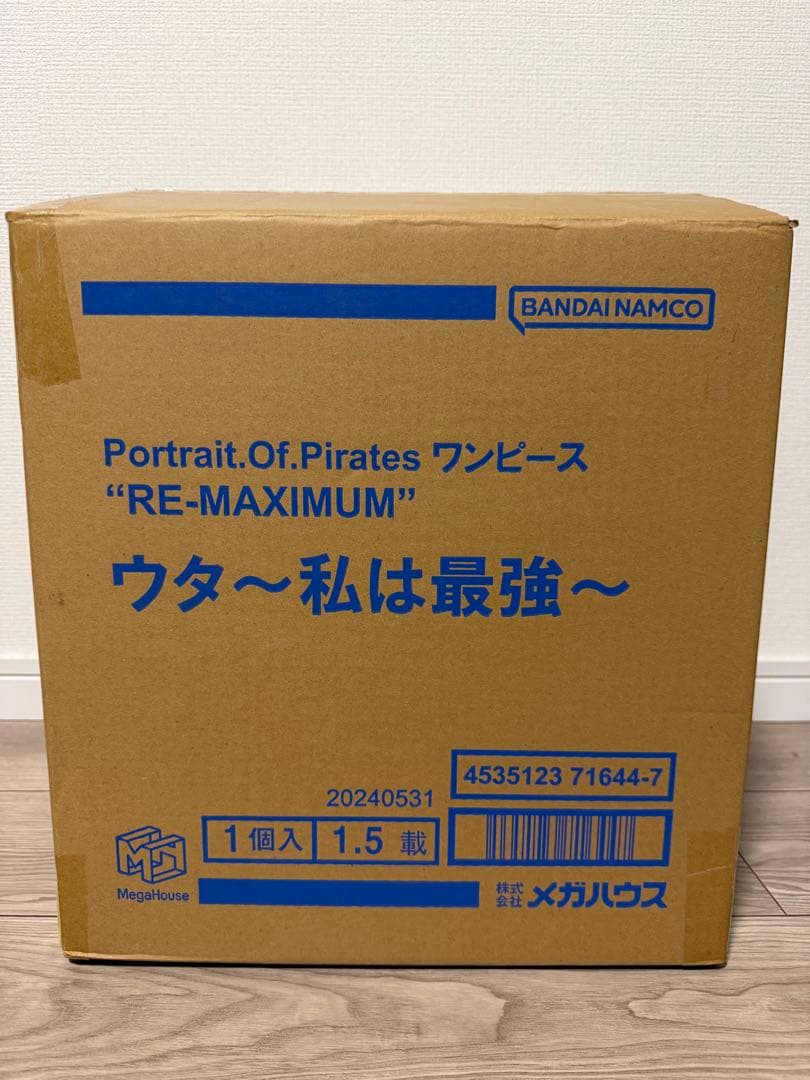 BANDAI NAMCO
Portrait.Of.Pirates ワンピース
“RE-MAXIMUM”
ウタ～私は最強～
4535123 71644-7
20240531
1個入 1.5 載
MG
MegaHouse
株式会社 メガハウス